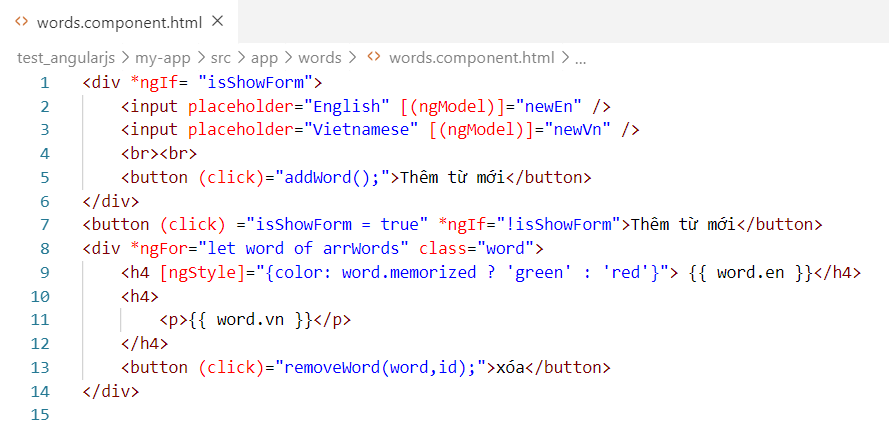 words.component.html ×
test_angularjs > my-app > src > app > words > words.component.html > ...
1 <div *ngIf= "isShowForm">
2 <input placeholder="English" [(ngModel)]="newEn" />
3 <input placeholder="Vietnamese" [(ngModel)]="newVn" />
4 <br><br>
5 <button (click)="addWord();">Thêm từ mới</button>
6 </div>
7 <button (click) ="isShowForm = true" *ngIf="!isShowForm">Thêm từ mới</button>
8 <div *ngFor="let word of arrWords" class="word">
9 <h4 [ngStyle]="{color: word.memorized ? 'green' : 'red'}"> {{ word.en }}</h4>
10 <h4>
11 <p>{{ word.vn }}</p>
12 </h4>
13 <button (click)="removeWord(word,id);">xóa</button>
14 </div>
15